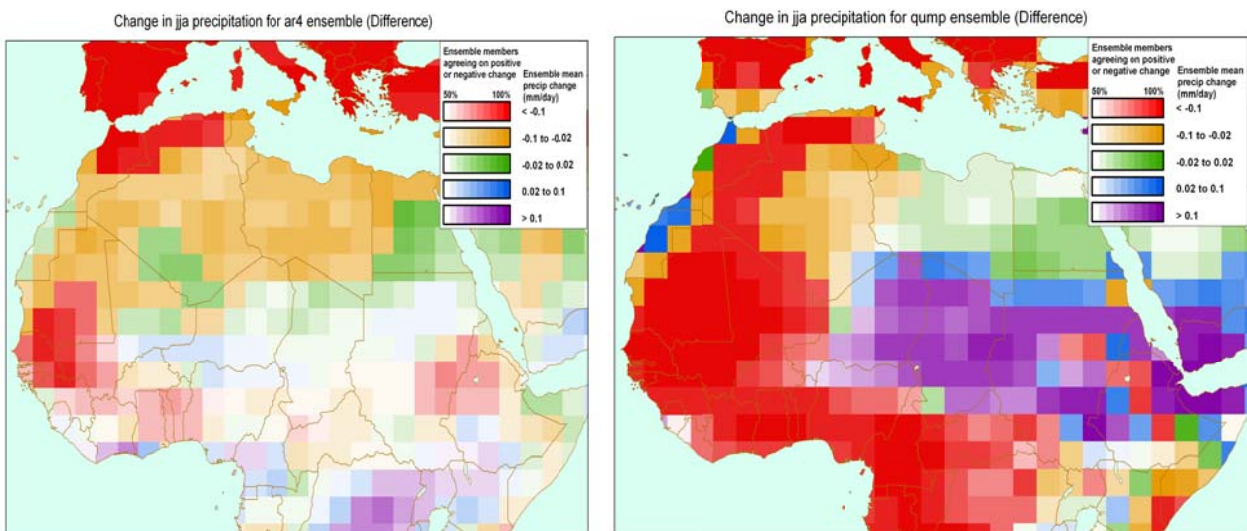 Change in jja precipitation for ar4 ensemble (Difference)
Ensemble members
agreeing on positive
or negative change
Ensemble mean
precip change
(mm/day)
50% 100%
< -0.1
-0.1 to -0.02
-0.02 to 0.02
0.02 to 0.1
> 0.1
Change in jja precipitation for qump ensemble (Difference)
Ensemble members
agreeing on positive
or negative change
Ensemble mean
precip change
(mm/day)
50% 100%
< -0.1
-0.1 to -0.02
-0.02 to 0.02
0.02 to 0.1
> 0.1